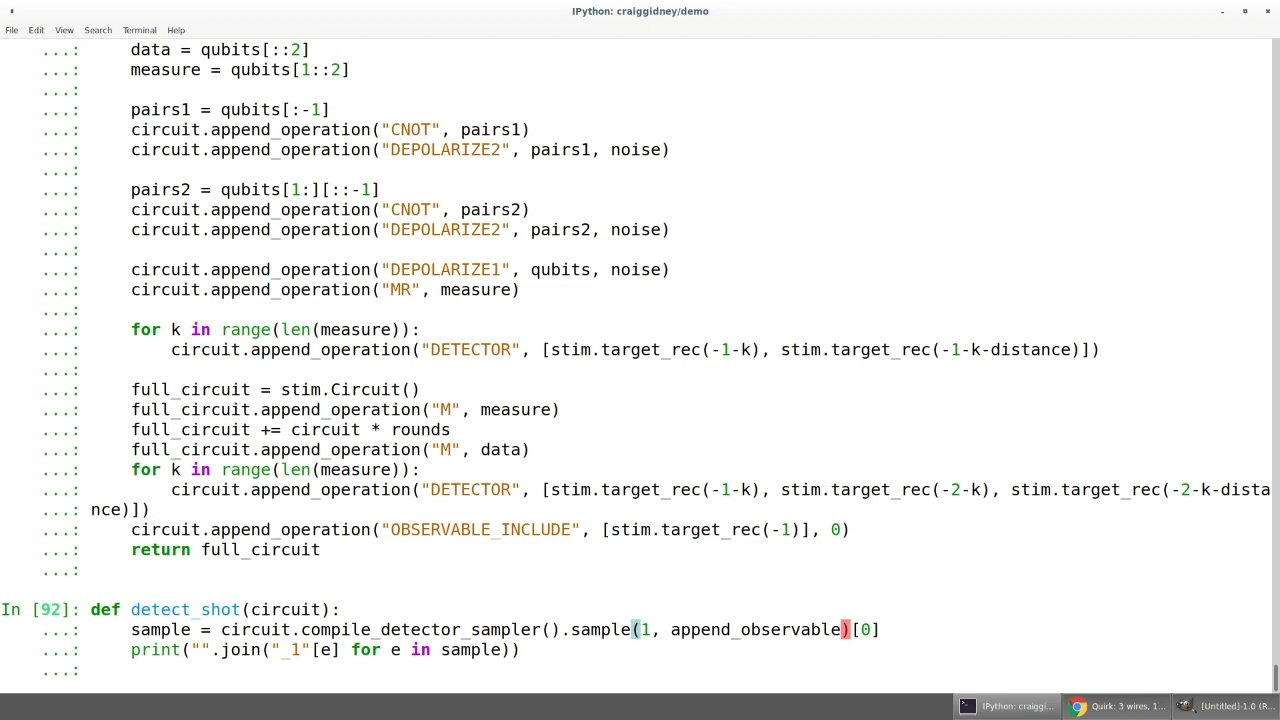 IPython: craiggidney/demo
File Edit View Search Terminal Help
...:     data = qubits[::2]
...:     measure = qubits[1::2]
...:
...:     pairs1 = qubits[:-1]
...:     circuit.append_operation("CNOT", pairs1)
...:     circuit.append_operation("DEPOLARIZE2", pairs1, noise)
...:
...:     pairs2 = qubits[1:][::-1]
...:     circuit.append_operation("CNOT", pairs2)
...:     circuit.append_operation("DEPOLARIZE2", pairs2, noise)
...:
...:     circuit.append_operation("DEPOLARIZE1", qubits, noise)
...:     circuit.append_operation("MR", measure)
...:
...:     for k in range(len(measure)):
...:         circuit.append_operation("DETECTOR", [stim.target_rec(-1-k), stim.target_rec(-1-k-distance)])
...:
...:     full_circuit = stim.Circuit()
...:     full_circuit.append_operation("M", measure)
...:     full_circuit += circuit * rounds
...:     full_circuit.append_operation("M", data)
...:     for k in range(len(measure)):
...:         circuit.append_operation("DETECTOR", [stim.target_rec(-1-k), stim.target_rec(-2-k), stim.target_rec(-2-k-dista
...: nce)])
...:     circuit.append_operation("OBSERVABLE_INCLUDE", [stim.target_rec(-1)], 0)
...:     return full_circuit
...:
In [92]: def detect_shot(circuit):
...:     sample = circuit.compile_detector_sampler().sample(1, append_observable)[0]
...:     print("".join("_1"[e] for e in sample))
...:
IPython: craiggi... Quirk: 3 wires, 1... [Untitled]-1.0 (R...